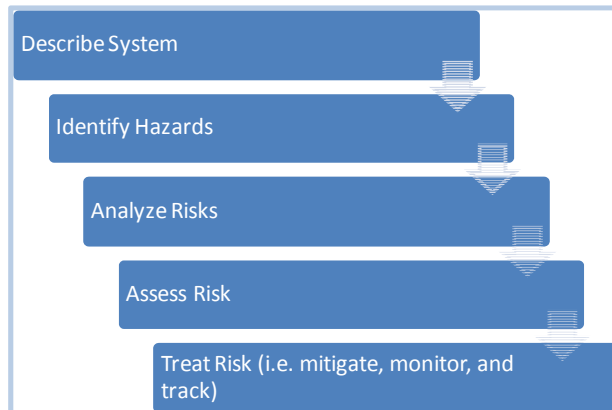 Describe System
Identify Hazards
Analyze Risks
Assess Risk
Treat Risk (i.e. mitigate, monitor, and
track)